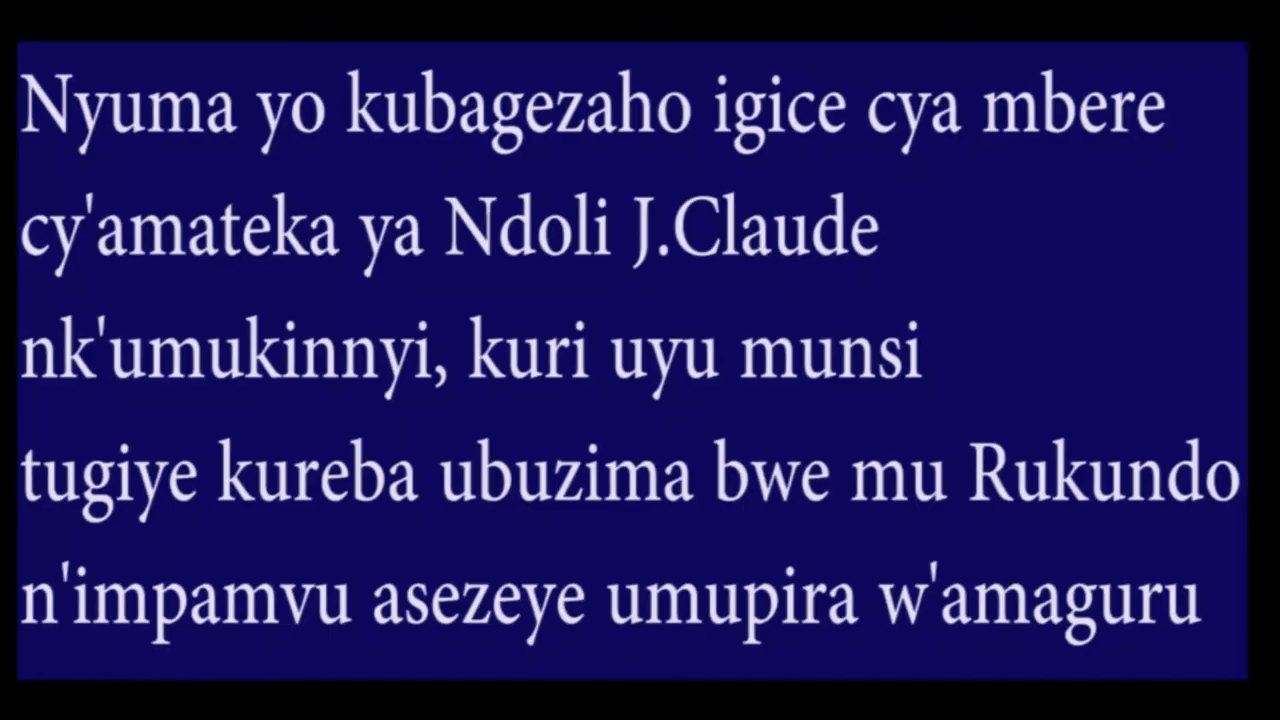 Nyuma yo kubagezaho igice cya mbere
cy'amateka ya Ndoli J.Claude
nk'umukinnyi, kuri uyu munsi
tugiye kureba ubuzima bwe mu Rukundo
n'impamvu asezeye umupira w'amaguru